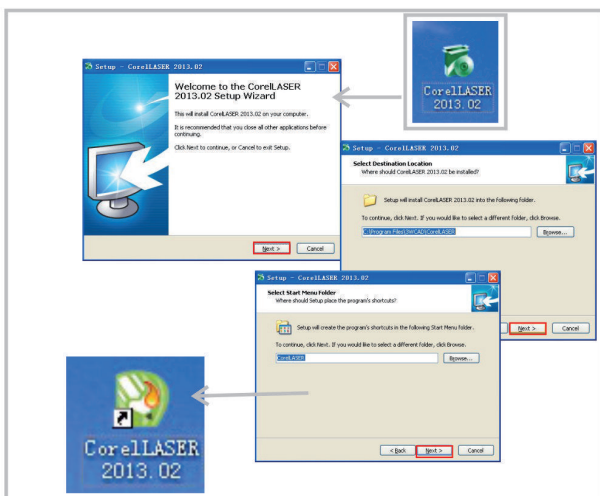 CorelLASER
2013.02
Setup - CorelLASER 2013.02
Welcome to the CorelLASER
2013.02 Setup Wizard
This will install CorelLASER 2013.02 on your computer.
It is recommended that you close all other applications before
continuing.
Click Next to continue, or Cancel to exit Setup.
Next >
Cancel
Setup - CorelLASER 2013.02
Select Destination Location
Where should CorelLASER 2013.02 be installed?
Setup will install CorelLASER 2013.02 into the following folder.
To continue, click Next. If you would like to select a different folder, click Browse.
C:\Program Files\3WCAD\CorelLASER
Browse...
Next >
Cancel
Setup - CorelLASER 2013.02
Select Start Menu Folder
Where should Setup place the program's shortcuts?
Setup will create the program's shortcuts in the following Start Menu folder.
To continue, click Next. If you would like to select a different folder, click Browse.
CorelLASER
Browse...
< Back
Next >
Cancel
CorelLASER
2013.02